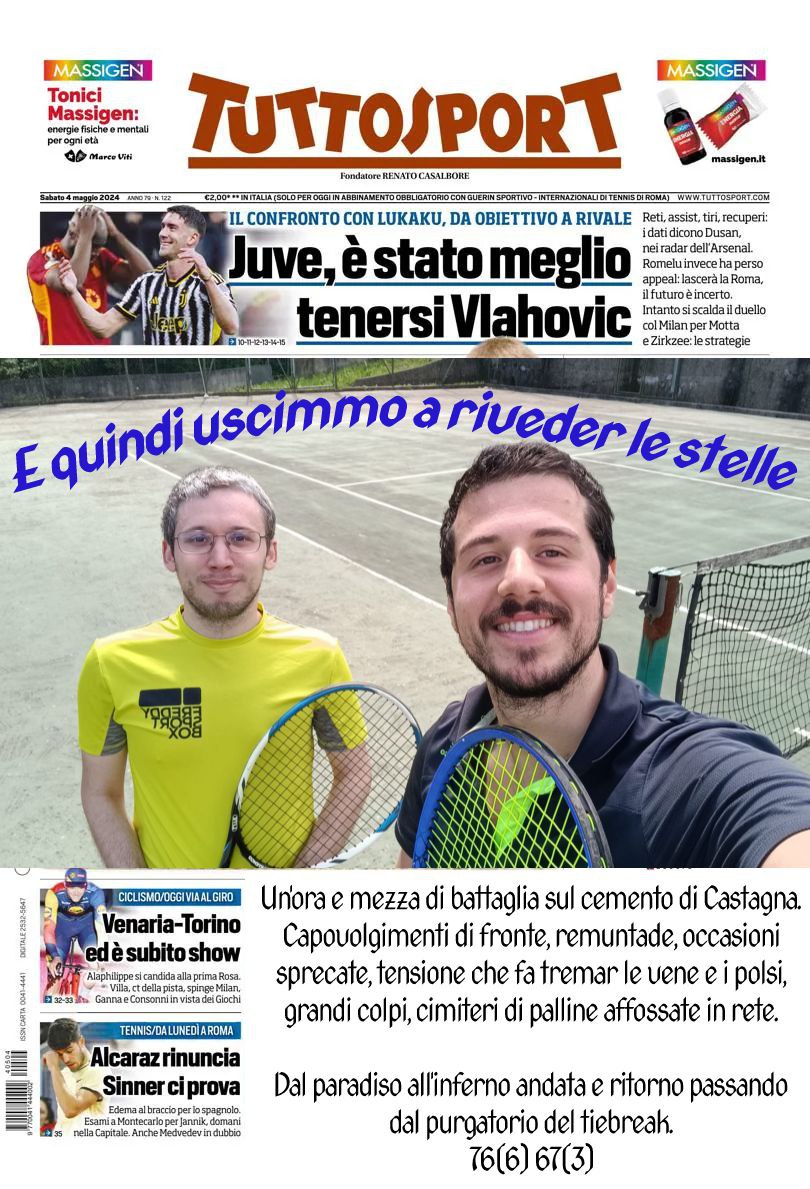 MASSIGEN
Tonici
Massigen:
energie fisiche e mentali
per ogni età
Marco Viti
TUTTOSPORT
Fondatore RENATO CASALBORE
MASSIGEN
massigen.it
Sabato 4 maggio 2024 ANNO 79 - N. 122 €2,00* ** IN ITALIA (SOLO PER OGGI IN ABBINAMENTO OBBLIGATORIO CON GUERIN SPORTIVO - INTERNAZIONALI DI TENNIS DI ROMA) WWW.TUTTOSPORT.COM
IL CONFRONTO CON LUKAKU, DA OBIETTIVO A RIVALE
Juve, è stato meglio
tenersi Vlahovic
Jeep
10-11-12-13-14-15
Reti, assist, tiri, recuperi:
i dati dicono Dusan,
nei radar dell'Arsenal.
Romelu invece ha perso
appeal: lascerà la Roma,
il futuro è incerto.
Intanto si scalda il duello
col Milan per Motta
e Zirkzee: le strategie
E quindi uscimmo a riveder le stelle
FREDDY
SPORT
BOX
CICLISMO/OGGI VIA AL GIRO
Venaria-Torino
ed è subito show
Alaphilippe si candida alla prima Rosa.
Villa, ct della pista, spinge Milan,
Ganna e Consonni in vista dei Giochi
32-33
TENNIS/DA LUNEDÌ A ROMA
Alcaraz rinuncia
Sinner ci prova
Edema al braccio per lo spagnolo.
Esami a Montecarlo per Jannik, domani
nella Capitale. Anche Medvedev in dubbio
35
ISSN CARTA 0041-4441 DIGITALE 2532-5647
40504
9 770041 444002
Un'ora e mezza di battaglia sul cemento di Castagna.
Capovolgimenti di fronte, remuntade, occasioni
sprecate, tensione che fa tremar le vene e i polsi,
grandi colpi, cimiteri di palline affossate in rete.
Dal paradiso all'inferno andata e ritorno passando
dal purgatorio del tiebreak.
76(6) 67(3)